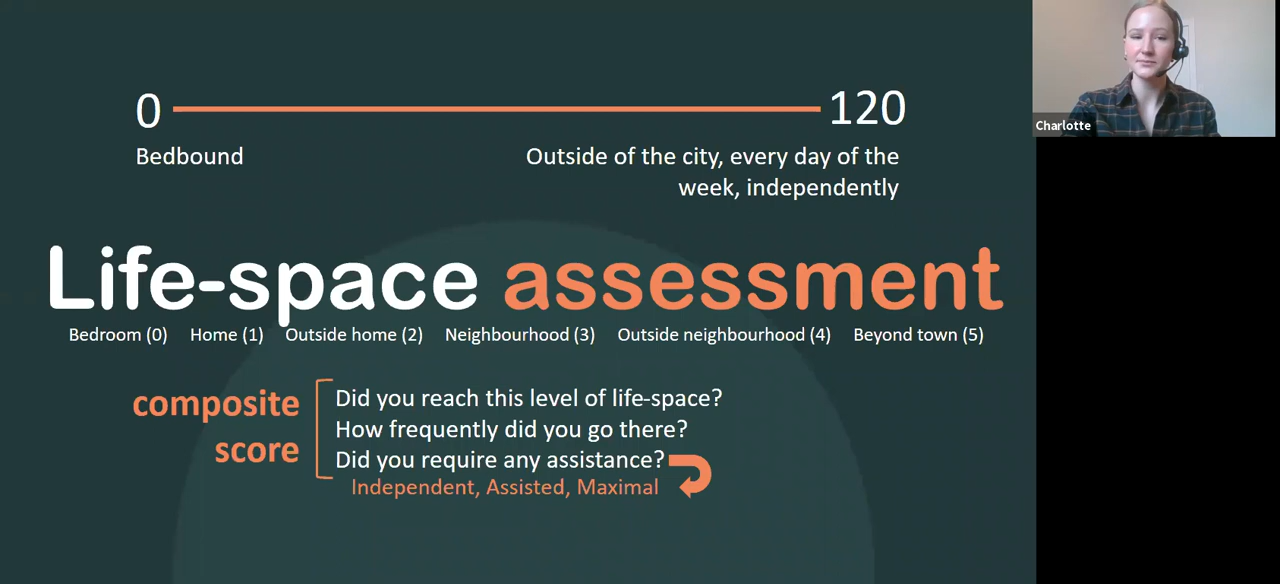 0 120
Bedbound
Outside of the city, every day of the
week, independently
Life-space assessment
Bedroom (0) Home (1) Outside home (2) Neighbourhood (3) Outside neighbourhood (4) Beyond town (5)
composite
score
Did you reach this level of life-space?
How frequently did you go there?
Did you require any assistance?
Independent, Assisted, Maximal
Charlotte